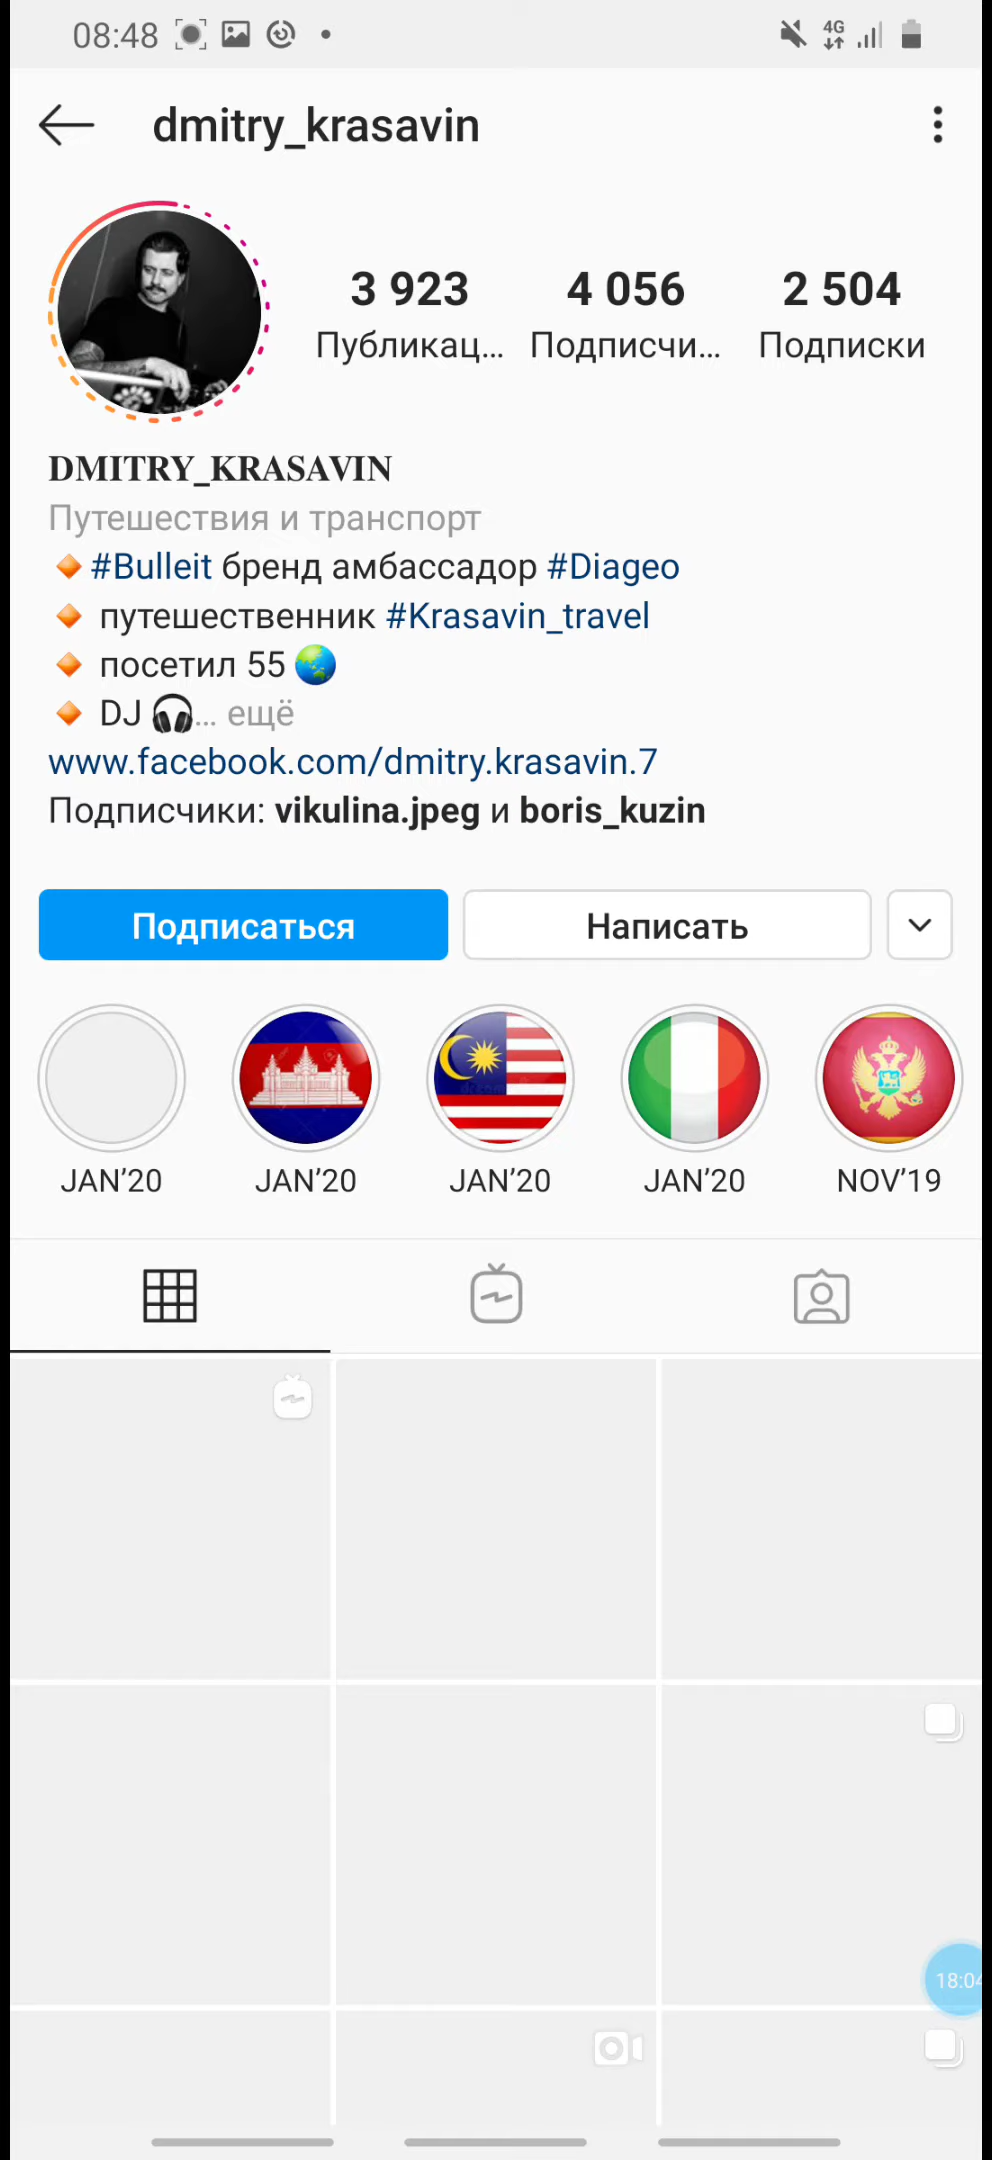 08:48
4G
dmitry_krasavin
3 923 4 056 2 504
Публикац... Подписчи... Подписки
DMITRY_KRASAVIN
Путешествия и транспорт
🔸#Bulleit бренд амбассадор #Diageo
🔸 путешественник #Krasavin_travel
🔸 посетил 55 🌏
🔸 DJ 🎧... ещё
www.facebook.com/dmitry.krasavin.7
Подписчики: vikulina.jpeg и boris_kuzin
Подписаться Написать
JAN’20 JAN’20 JAN’20 JAN’20 NOV’19
18:04